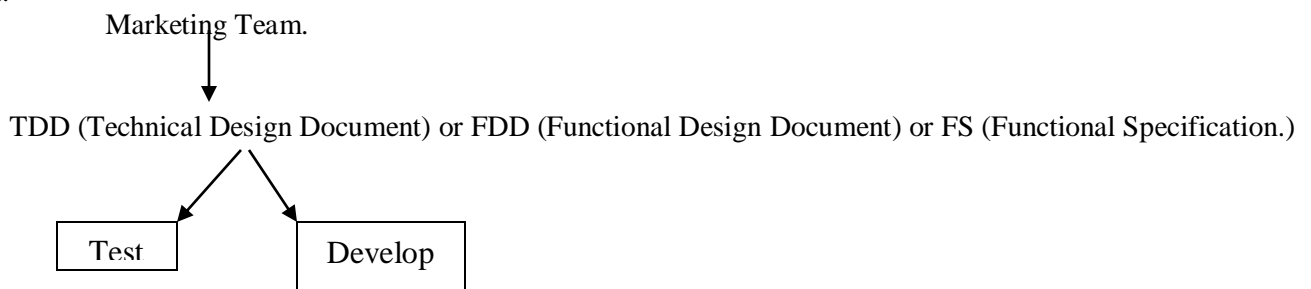 Marketing Team.
TDD (Technical Design Document) or FDD (Functional Design Document) or FS (Functional Specification.)
Test
Develop